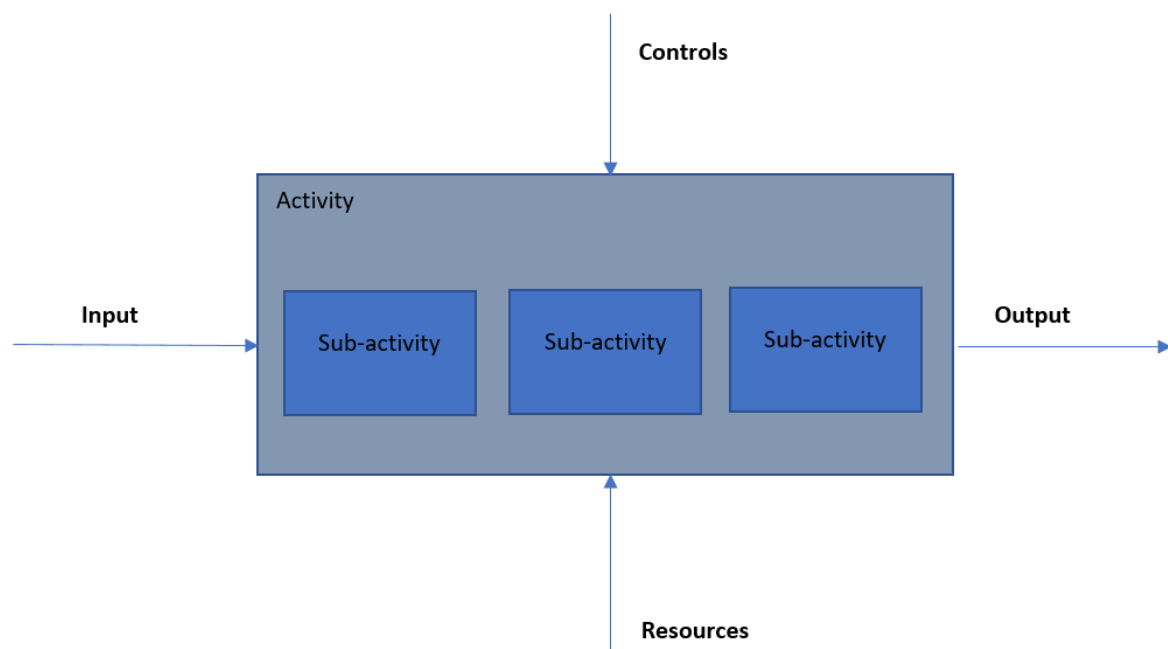 Controls
Activity
Input
Sub-activity
Sub-activity
Sub-activity
Output
Resources